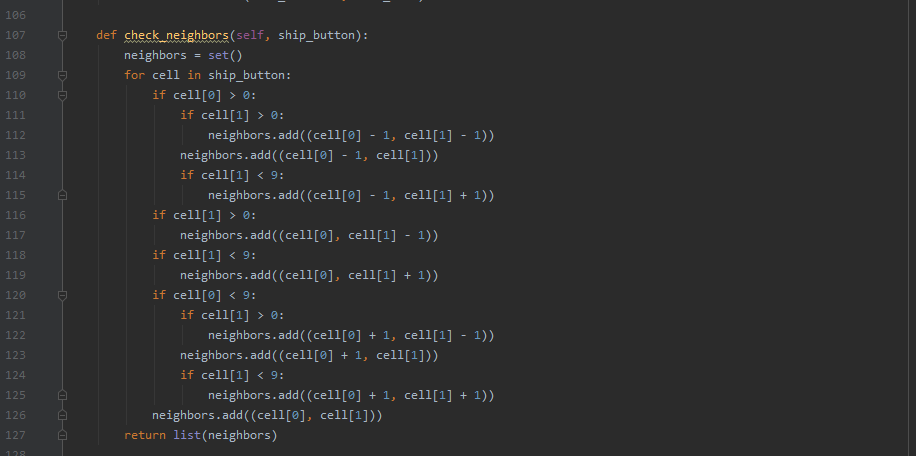 106
107 def check_neighbors(self, ship_button):
108 neighbors = set()
109 for cell in ship_button:
110 if cell[0] > 0:
111 if cell[1] > 0:
112 neighbors.add((cell[0] - 1, cell[1] - 1))
113 neighbors.add((cell[0] - 1, cell[1]))
114 if cell[1] < 9:
115 neighbors.add((cell[0] - 1, cell[1] + 1))
116 if cell[1] > 0:
117 neighbors.add((cell[0], cell[1] - 1))
118 if cell[1] < 9:
119 neighbors.add((cell[0], cell[1] + 1))
120 if cell[0] < 9:
121 if cell[1] > 0:
122 neighbors.add((cell[0] + 1, cell[1] - 1))
123 neighbors.add((cell[0] + 1, cell[1]))
124 if cell[1] < 9:
125 neighbors.add((cell[0] + 1, cell[1] + 1))
126 neighbors.add((cell[0], cell[1]))
127 return list(neighbors)
128